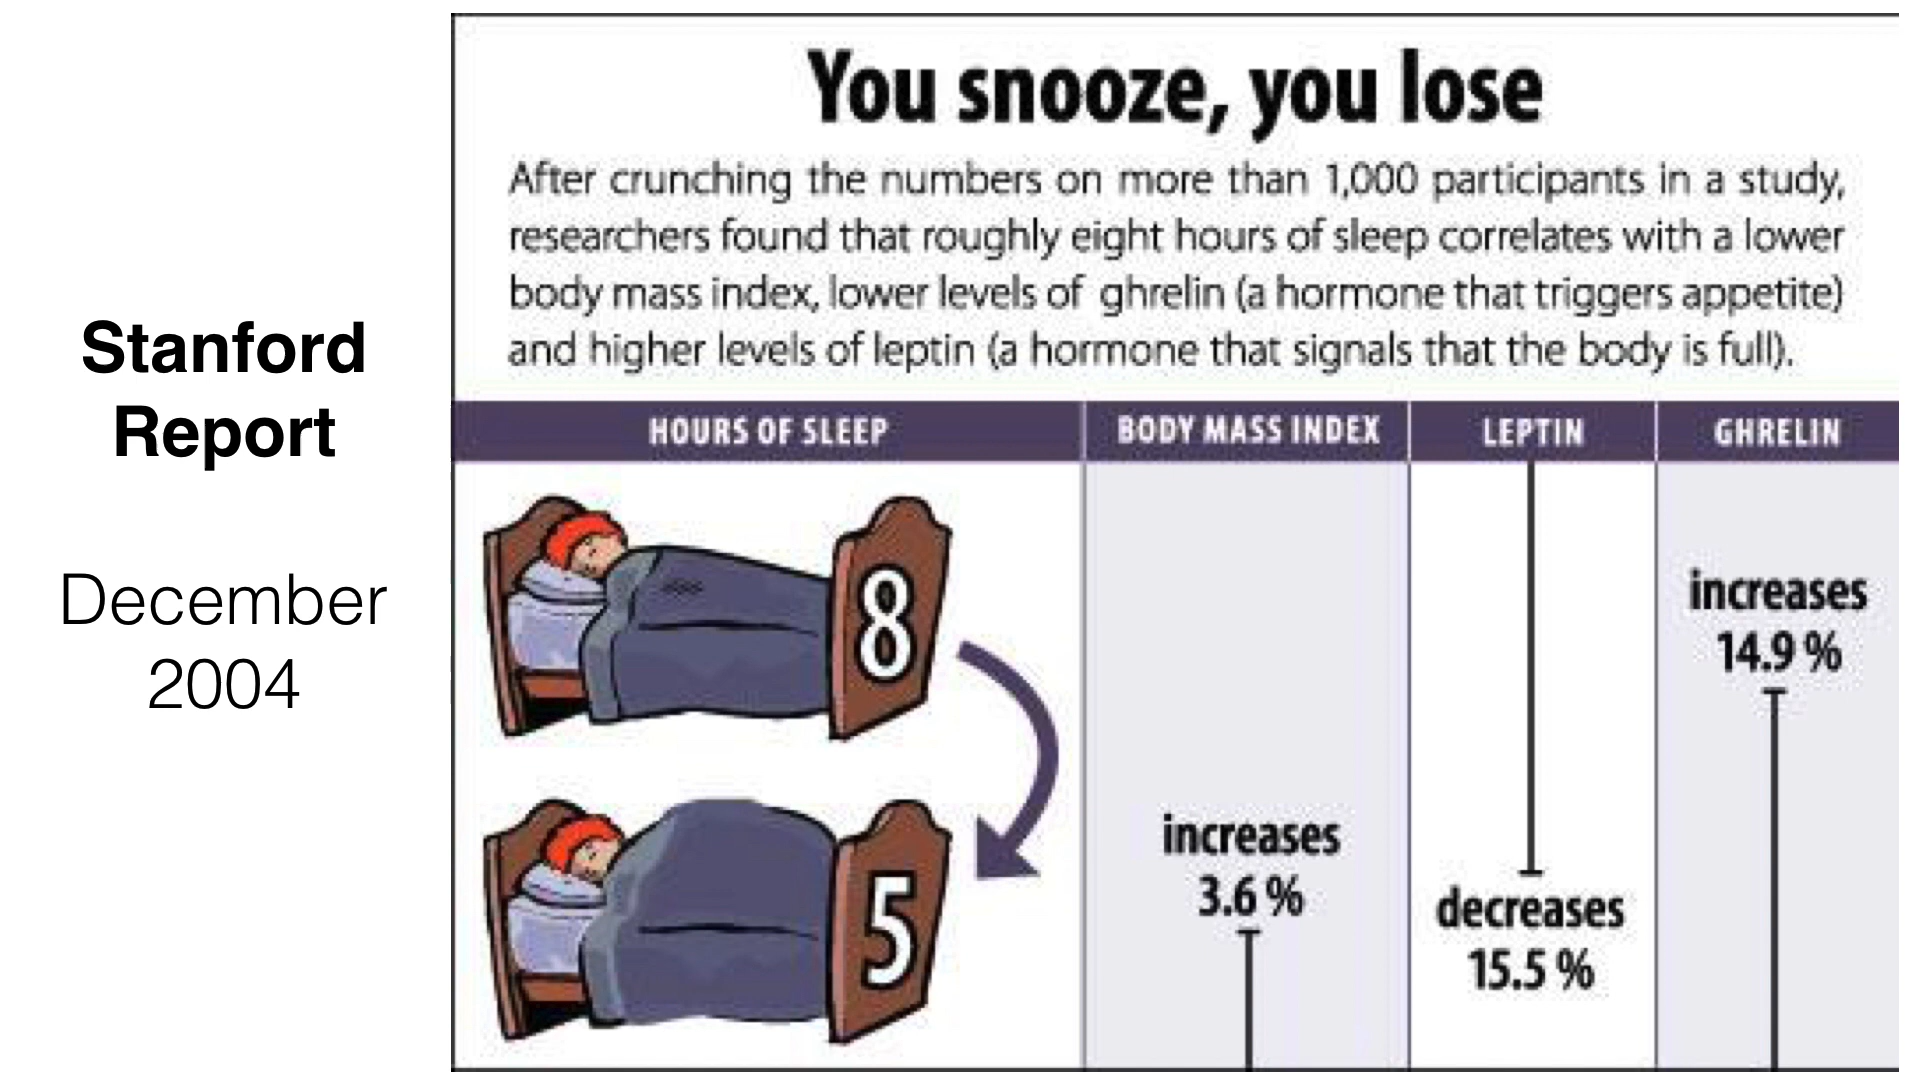 Stanford
Report
December
2004
You snooze, you lose
After crunching the numbers on more than 1,000 participants in a study,
researchers found that roughly eight hours of sleep correlates with a lower
body mass index, lower levels of ghrelin (a hormone that triggers appetite)
and higher levels of leptin (a hormone that signals that the body is full).
HOURS OF SLEEP BODY MASS INDEX LEPTIN GHRELIN
8
increases
14.9 %
5
increases
3.6 %
decreases
15.5 %